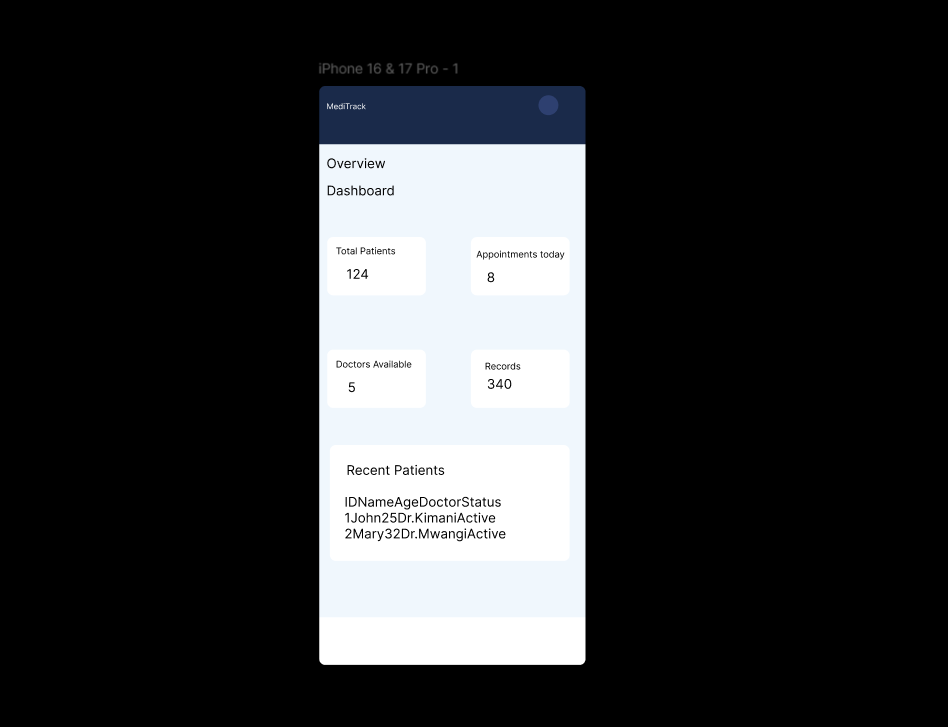 iPhone 16 & 17 Pro - 1
MediTrack
Overview
Dashboard
Total Patients
124
Appointments today
8
Doctors Available
5
Records
340
Recent Patients
IDNameAgeDoctorStatus
1John25Dr.KimaniActive
2Mary32Dr.MwangiActive